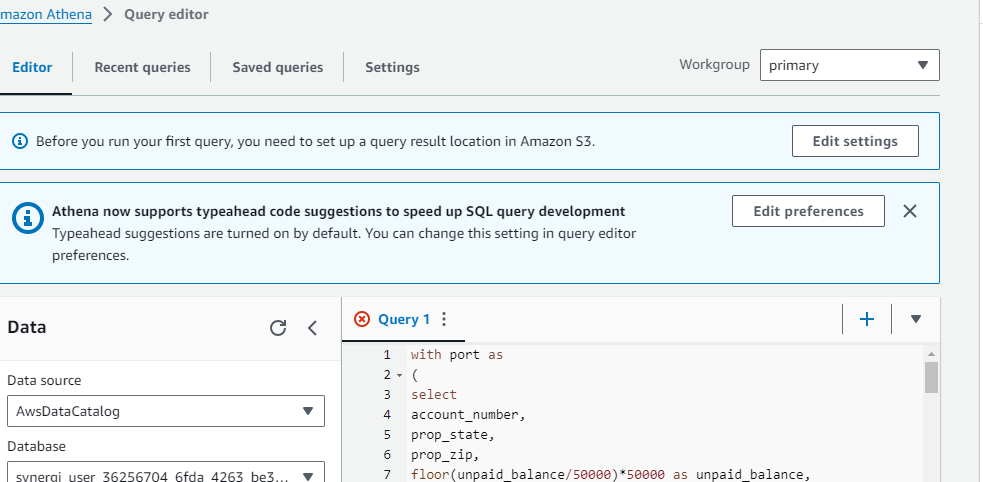 mazon Athena > Query editor
Editor Recent queries Saved queries Settings Workgroup primary
Before you run your first query, you need to set up a query result location in Amazon S3. Edit settings
Athena now supports typeahead code suggestions to speed up SQL query development Edit preferences
Typeahead suggestions are turned on by default. You can change this setting in query editor
preferences.
Data
Data source
AwsDataCatalog
Database
synergi_user_36256704_6fda_4263_be3...
Query 1
1 with port as
2 (
3 select
4 account_number,
5 prop_state,
6 prop_zip,
7 floor(unpaid_balance/50000)*50000 as unpaid_balance,